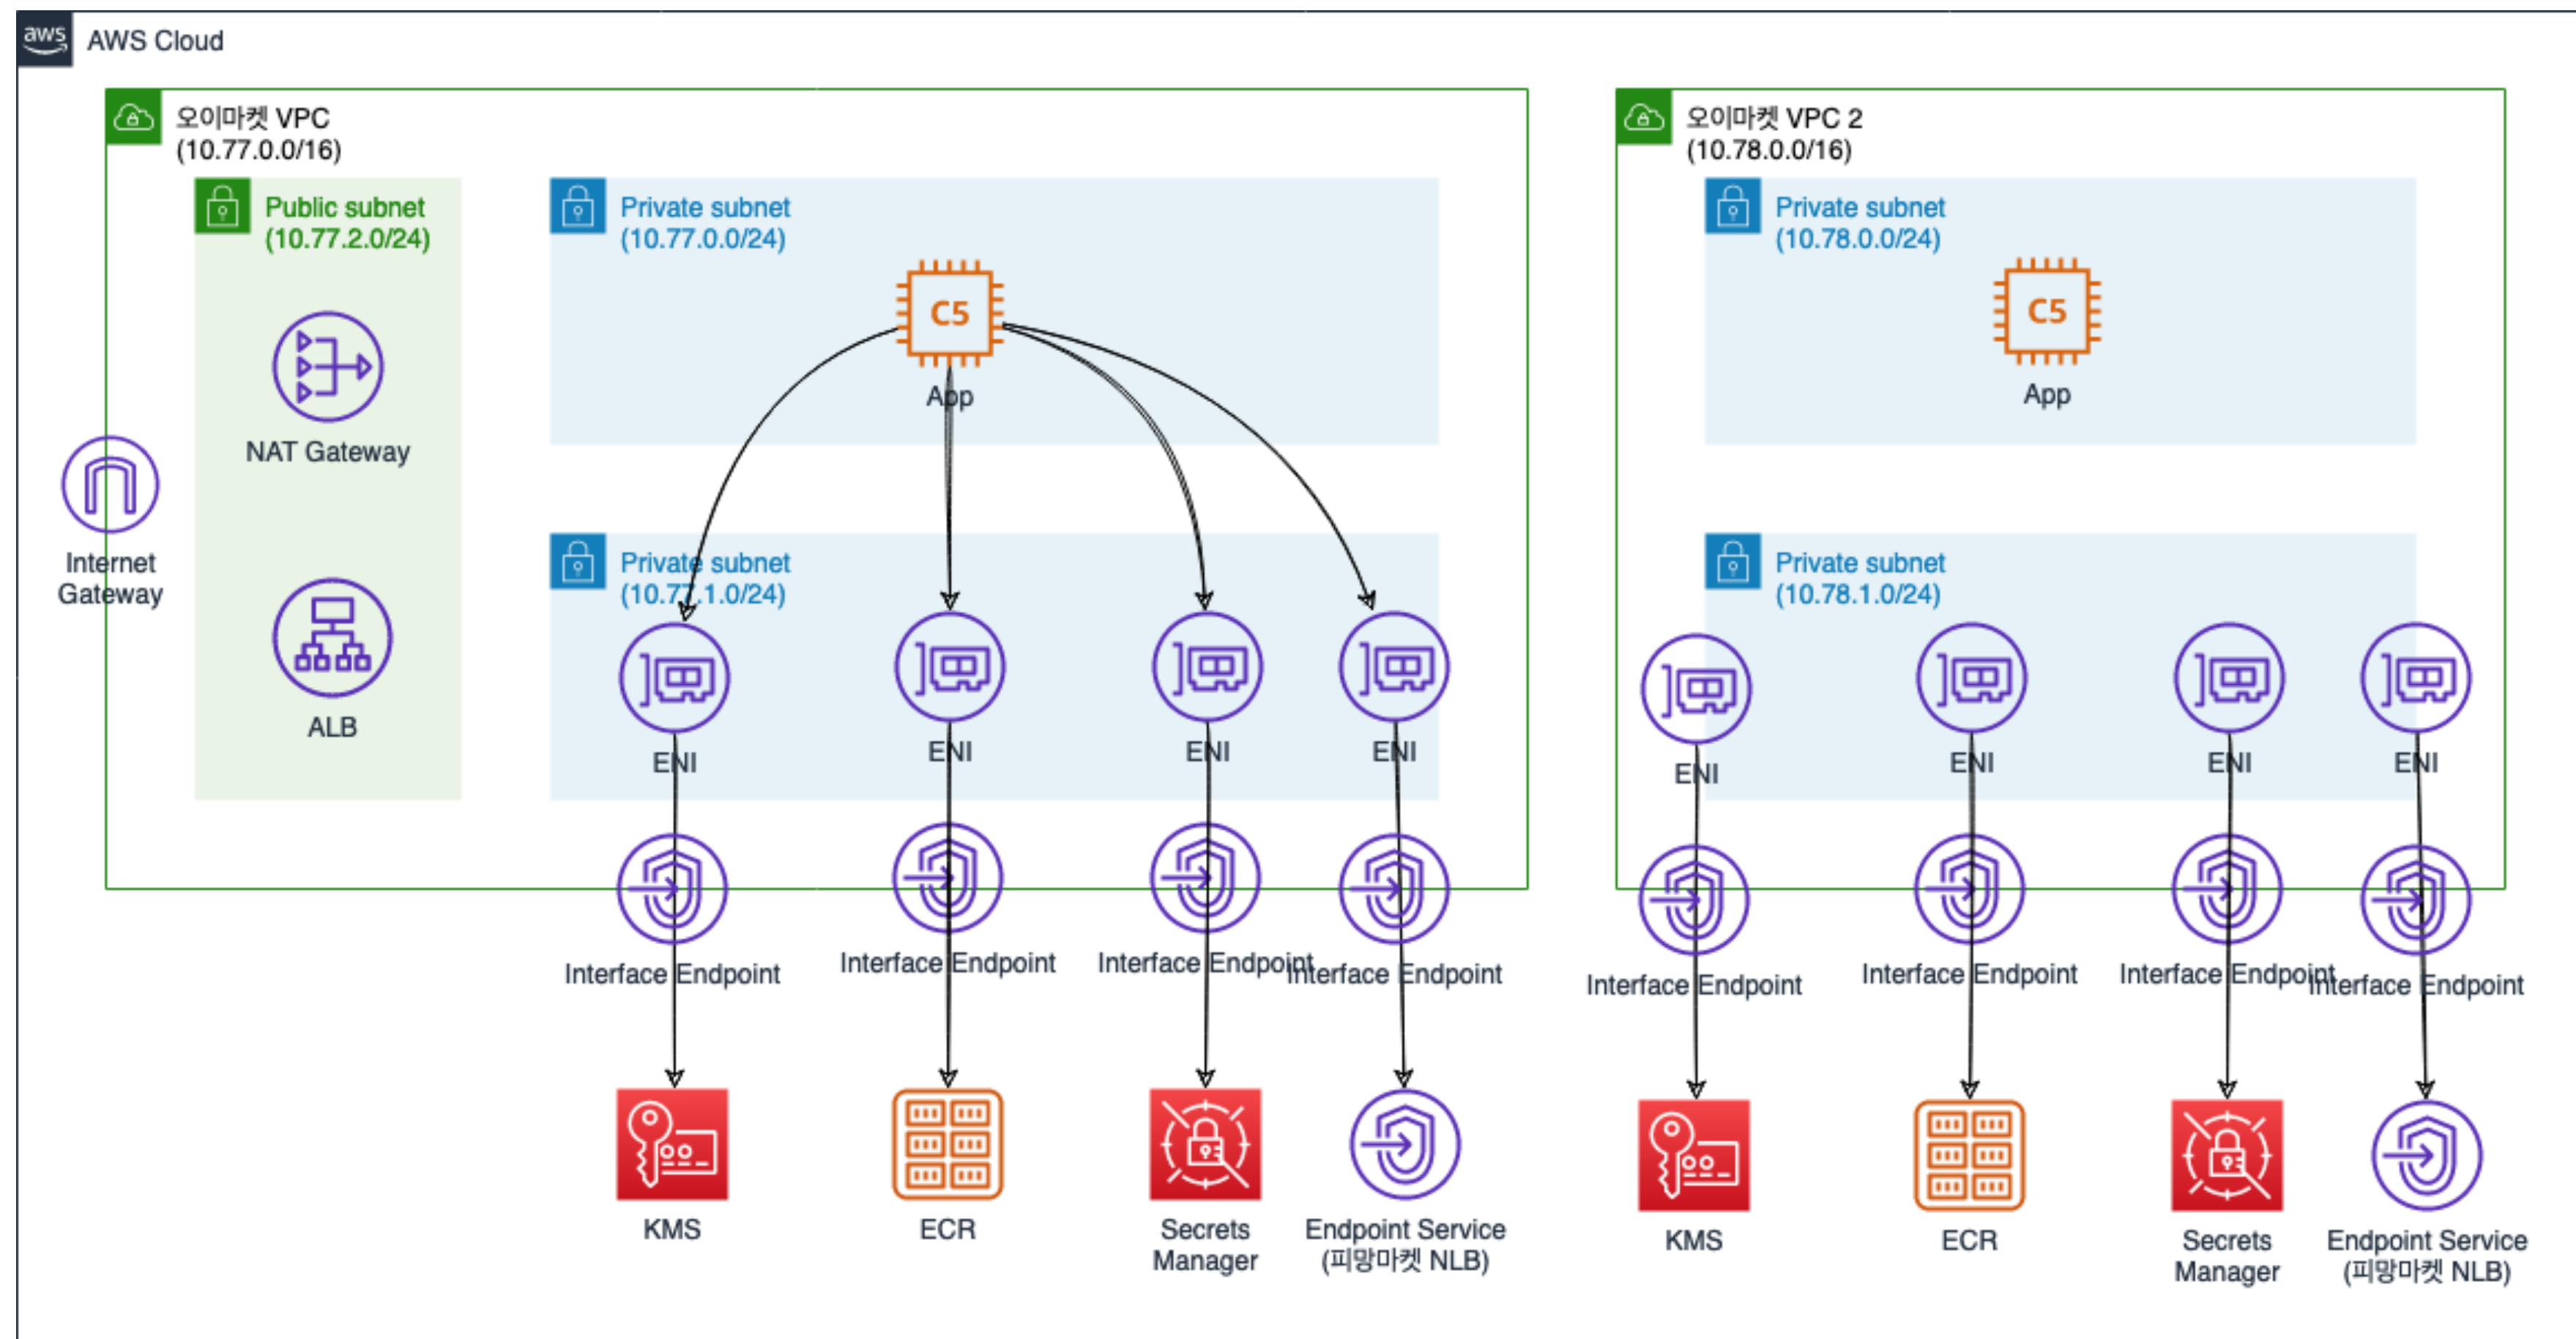 aws
AWS Cloud
오이마켓 VPC
(10.77.0.0/16)
Public subnet
(10.77.2.0/24)
NAT Gateway
Internet
Gateway
ALB
Private subnet
(10.77.0.0/24)
C5
App
Private subnet
(10.77.1.0/24)
ENI
ENI
ENI
ENI
Interface Endpoint
Interface Endpoint
Interface Endpoint
Interface Endpoint
KMS
ECR
Secrets
Manager
Endpoint Service
(피망마켓 NLB)
오이마켓 VPC 2
(10.78.0.0/16)
Private subnet
(10.78.0.0/24)
C5
App
Private subnet
(10.78.1.0/24)
ENI
ENI
ENI
ENI
Interface Endpoint
Interface Endpoint
Interface Endpoint
Interface Endpoint
KMS
ECR
Secrets
Manager
Endpoint Service
(피망마켓 NLB)